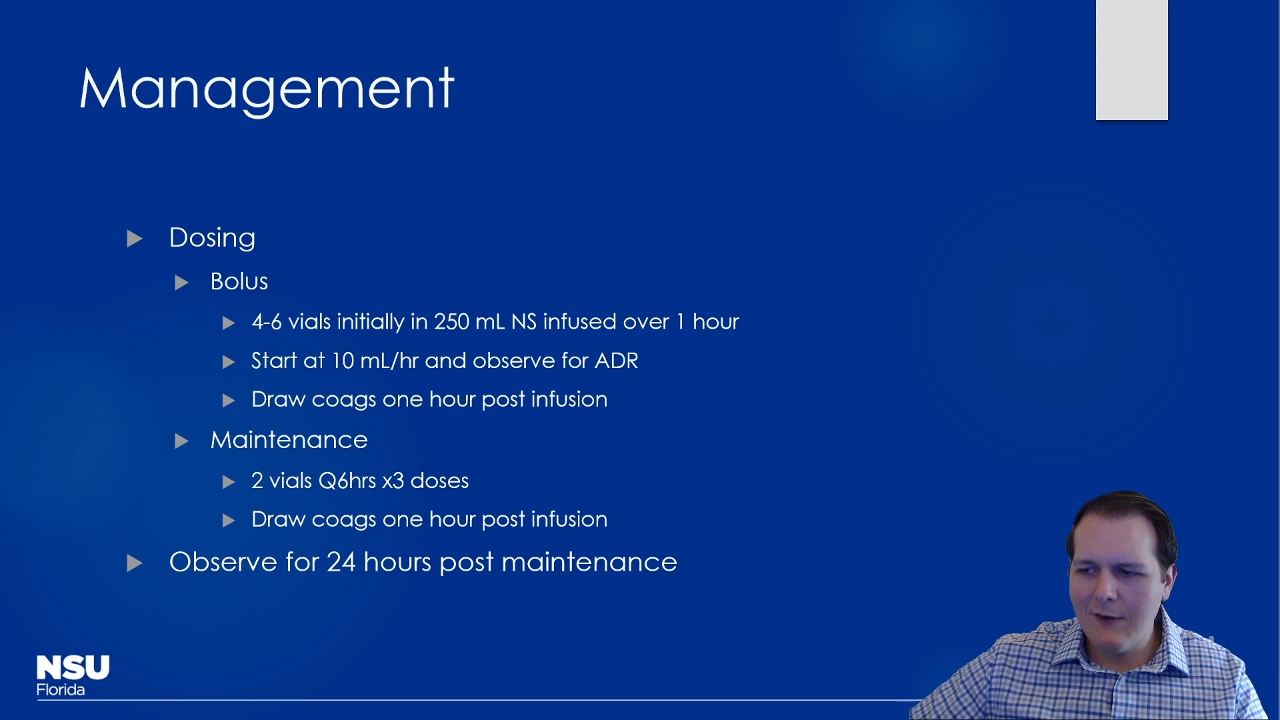 Management
Dosing
Bolus
4-6 vials initially in 250 mL NS infused over 1 hour
Start at 10 mL/hr and observe for ADR
Draw coags one hour post infusion
Maintenance
2 vials Q6hrs x3 doses
Draw coags one hour post infusion
Observe for 24 hours post maintenance
NSU
Florida